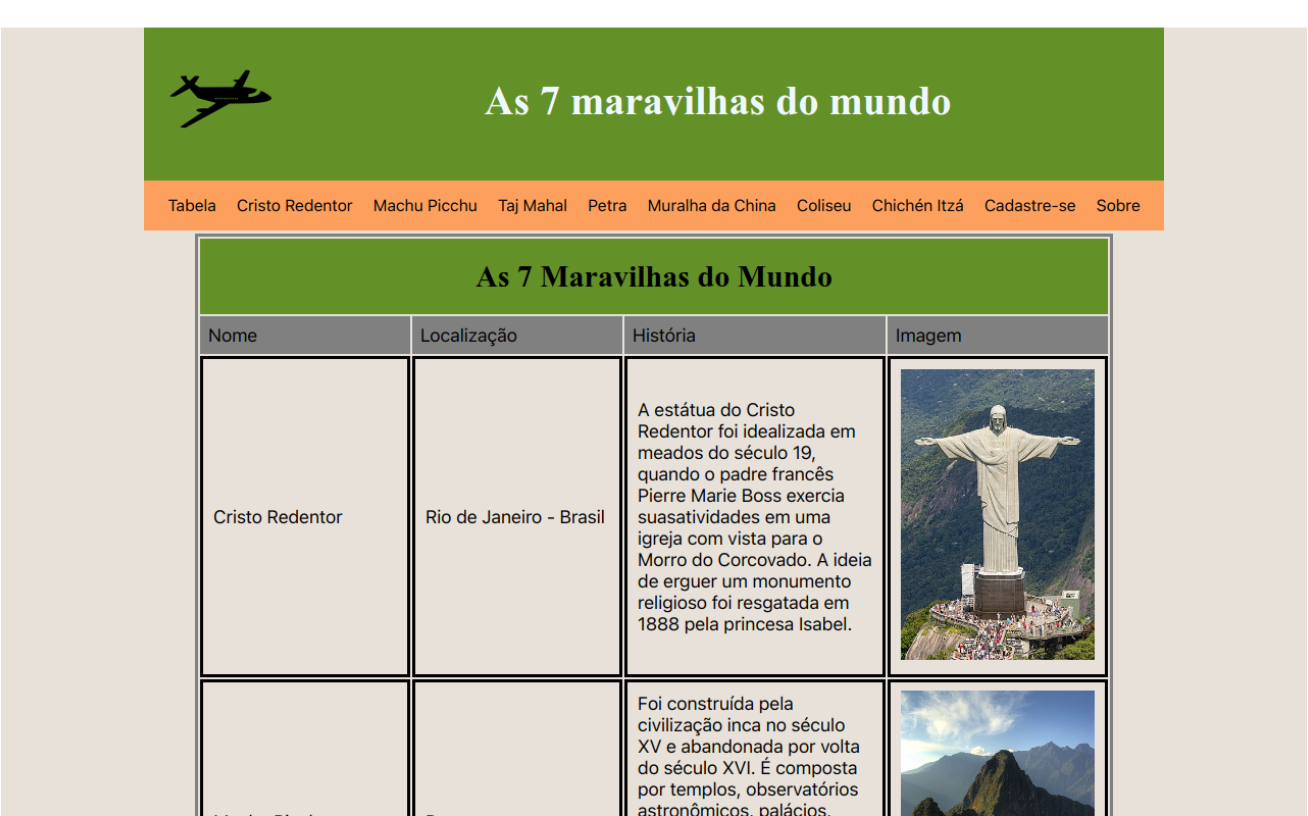 As 7 maravilhas do mundo
Tabela Cristo Redentor Machu Picchu Taj Mahal Petra Muralha da China Coliseu Chichén Itzá Cadastre-se Sobre
As 7 Maravilhas do Mundo
Nome Localização História Imagem
Cristo Redentor
Rio de Janeiro - Brasil
A estátua do Cristo
Redentor foi idealizada em
meados do século 19,
quando o padre francês
Pierre Marie Boss exercia
suasatividades em uma
igreja com vista para o
Morro do Corcovado. A ideia
de erguer um monumento
religioso foi resgatada em
1888 pela princesa Isabel.
Foi construída pela
civilização inca no século
XV e abandonada por volta
do século XVI. É composta
por templos, observatórios
astronômicos, palácios,